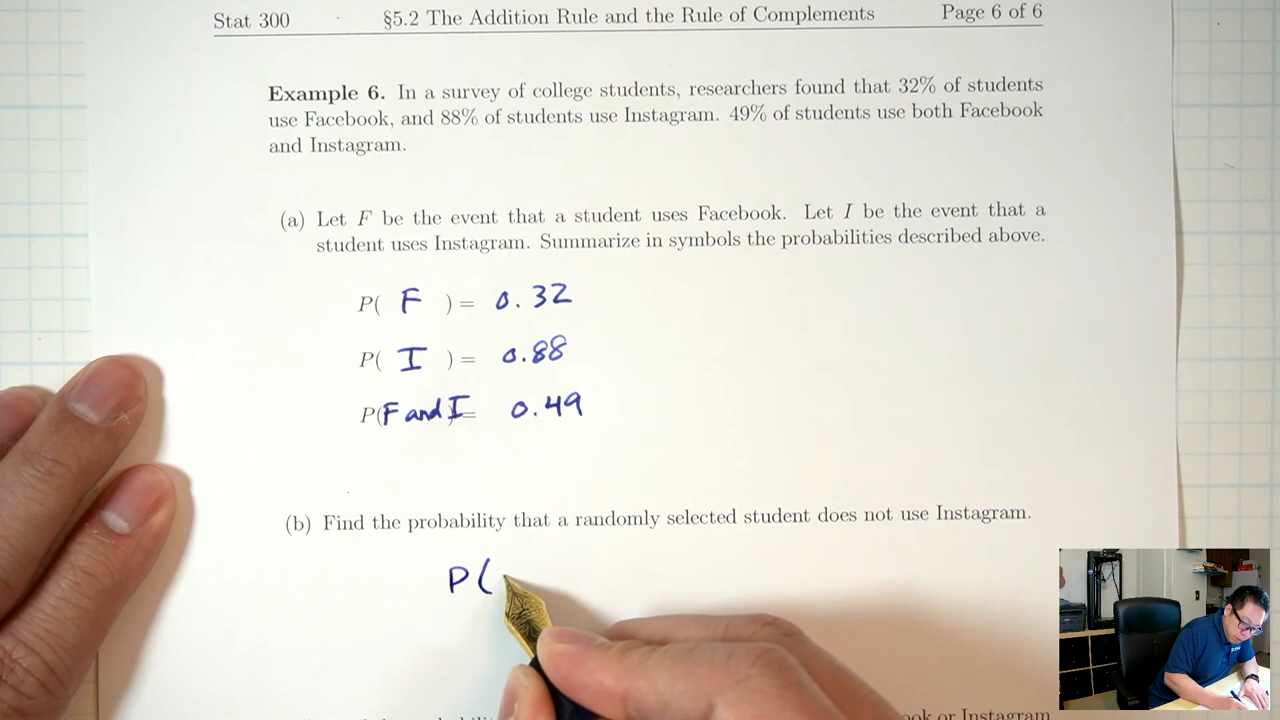 Stat 300 §5.2 The Addition Rule and the Rule of Complements Page 6 of 6
Example 6. In a survey of college students, researchers found that 32% of students
use Facebook, and 88% of students use Instagram. 49% of students use both Facebook
and Instagram.
(a) Let F be the event that a student uses Facebook. Let I be the event that a
student uses Instagram. Summarize in symbols the probabilities described above.
P( F ) = 0.32
P( I ) = 0.88
P(F and I) = 0.49
(b) Find the probability that a randomly selected student does not use Instagram.
P(
or Instagram